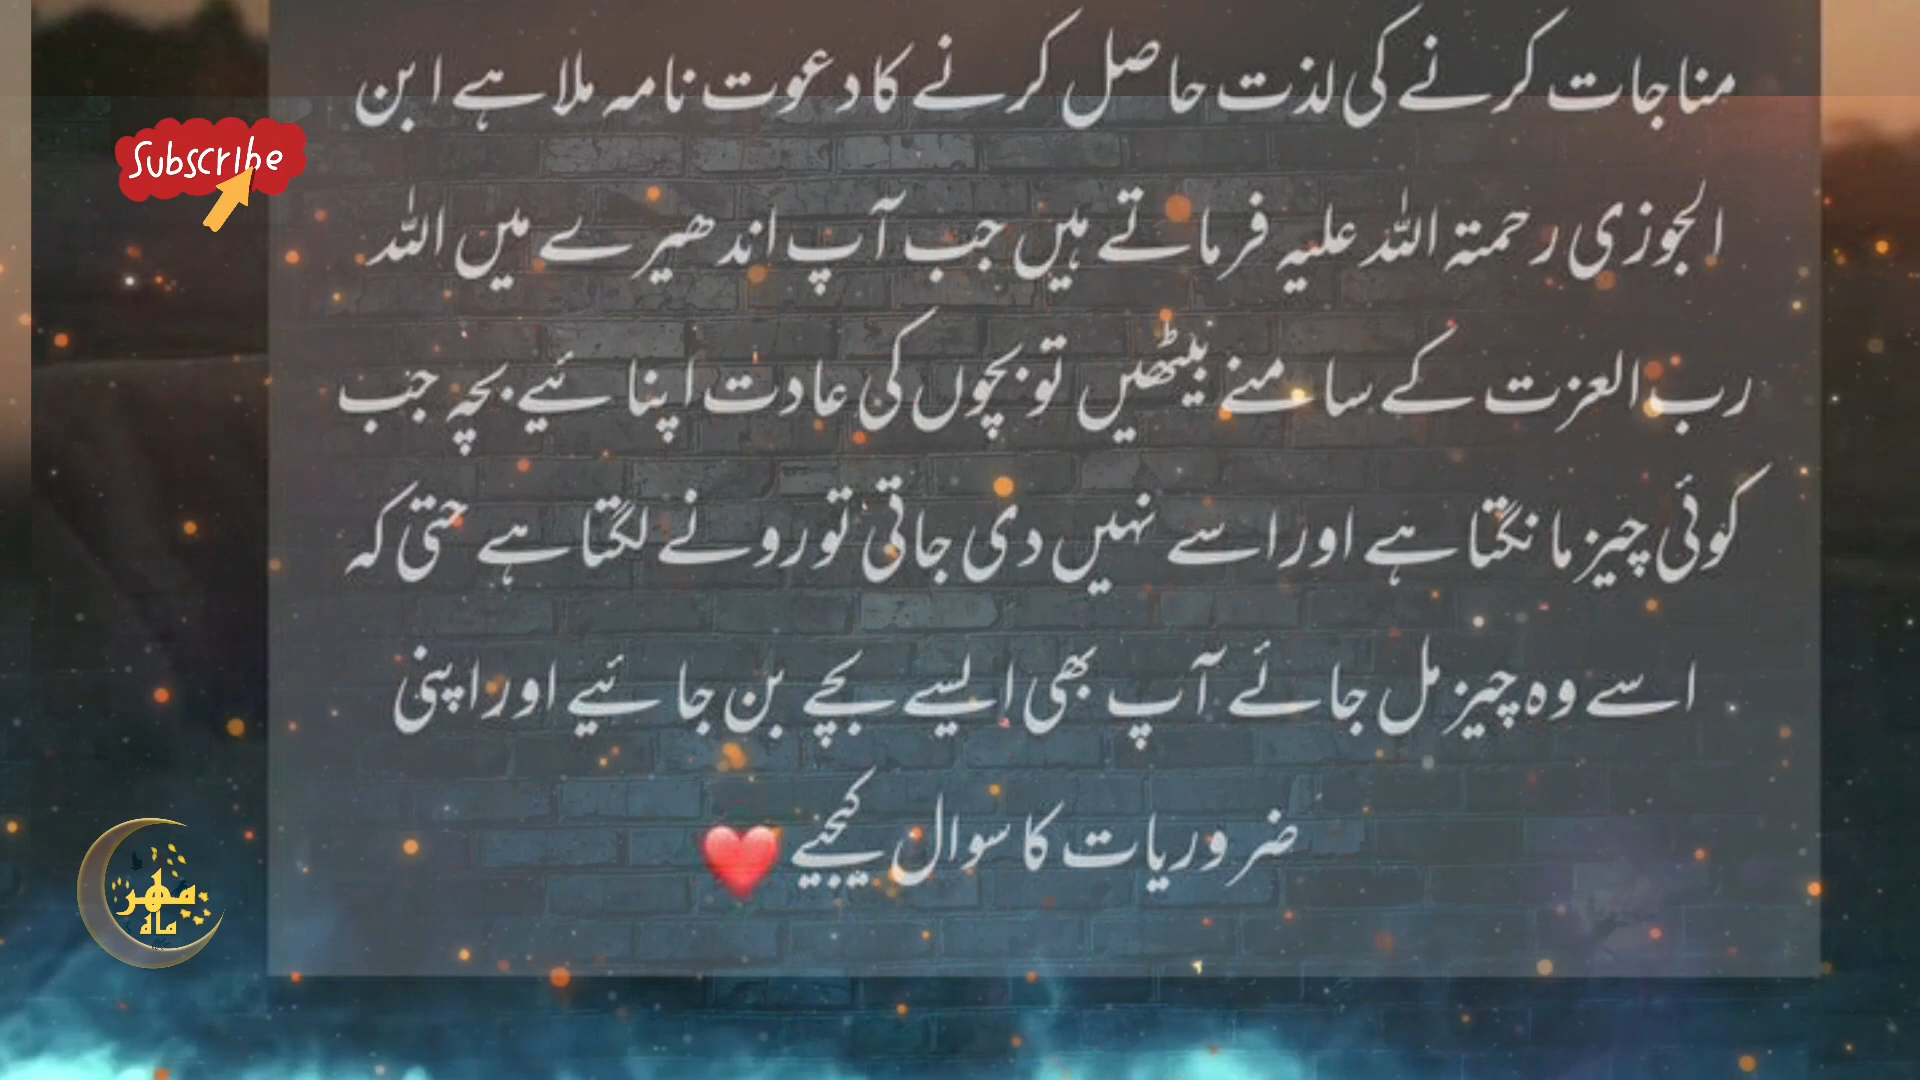 مناجات کرنے کی لذت حاصل کرنے کا دعوت نامہ ملا ہے ابن
الجوزی رحمتہ اللہ علیہ فرماتے ہیں جب آپ اندھیرے میں اللہ
رب العزت کے سامنے بیٹھیں تو بچوں کی عادت اپنائیے بچہ جب
کوئی چیز مانگتا ہے اور اسے نہیں دی جاتی تو رونے لگتا ہے حتیٰ کہ
اسے وہ چیز مل جائے آپ بھی ایسے بچے بن جائیے اور اپنی
ضروریات کا سوال کیجیے
Subscribe
مھر
ماہ